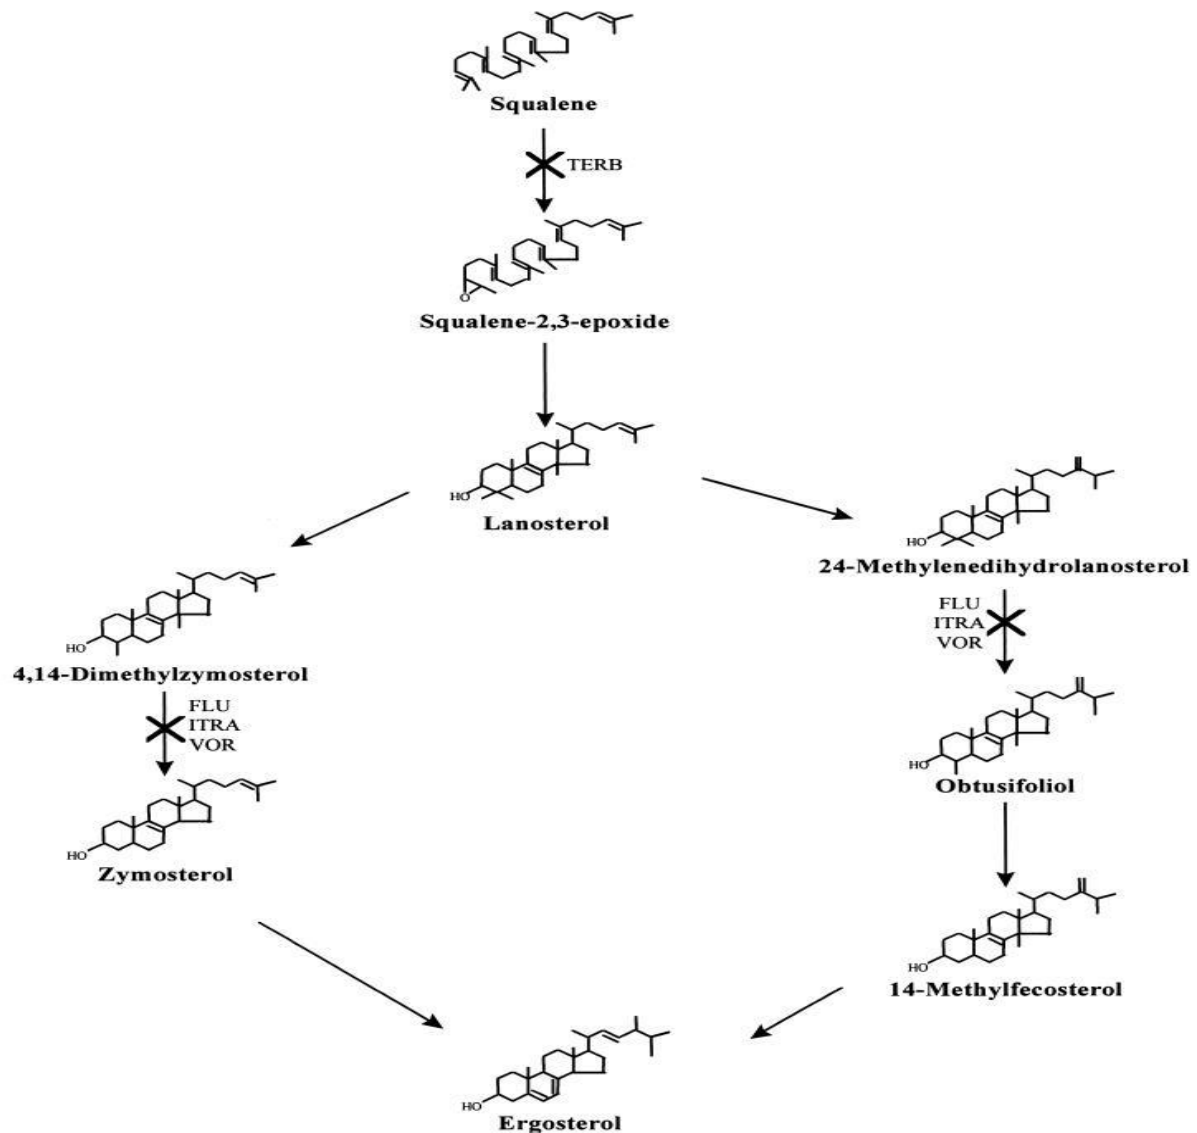 Squalene
TERB
O
Squalene-2,3-epoxide
HO
Lanosterol
HO
24-Methylenedihydrolanosterol
HO
4,14-Dimethylzymosterol
FLU
ITRA
VOR
FLU
ITRA
VOR
HO
Obtusifoliol
HO
Zymosterol
HO
14-Methylfecosterol
HO
Ergosterol